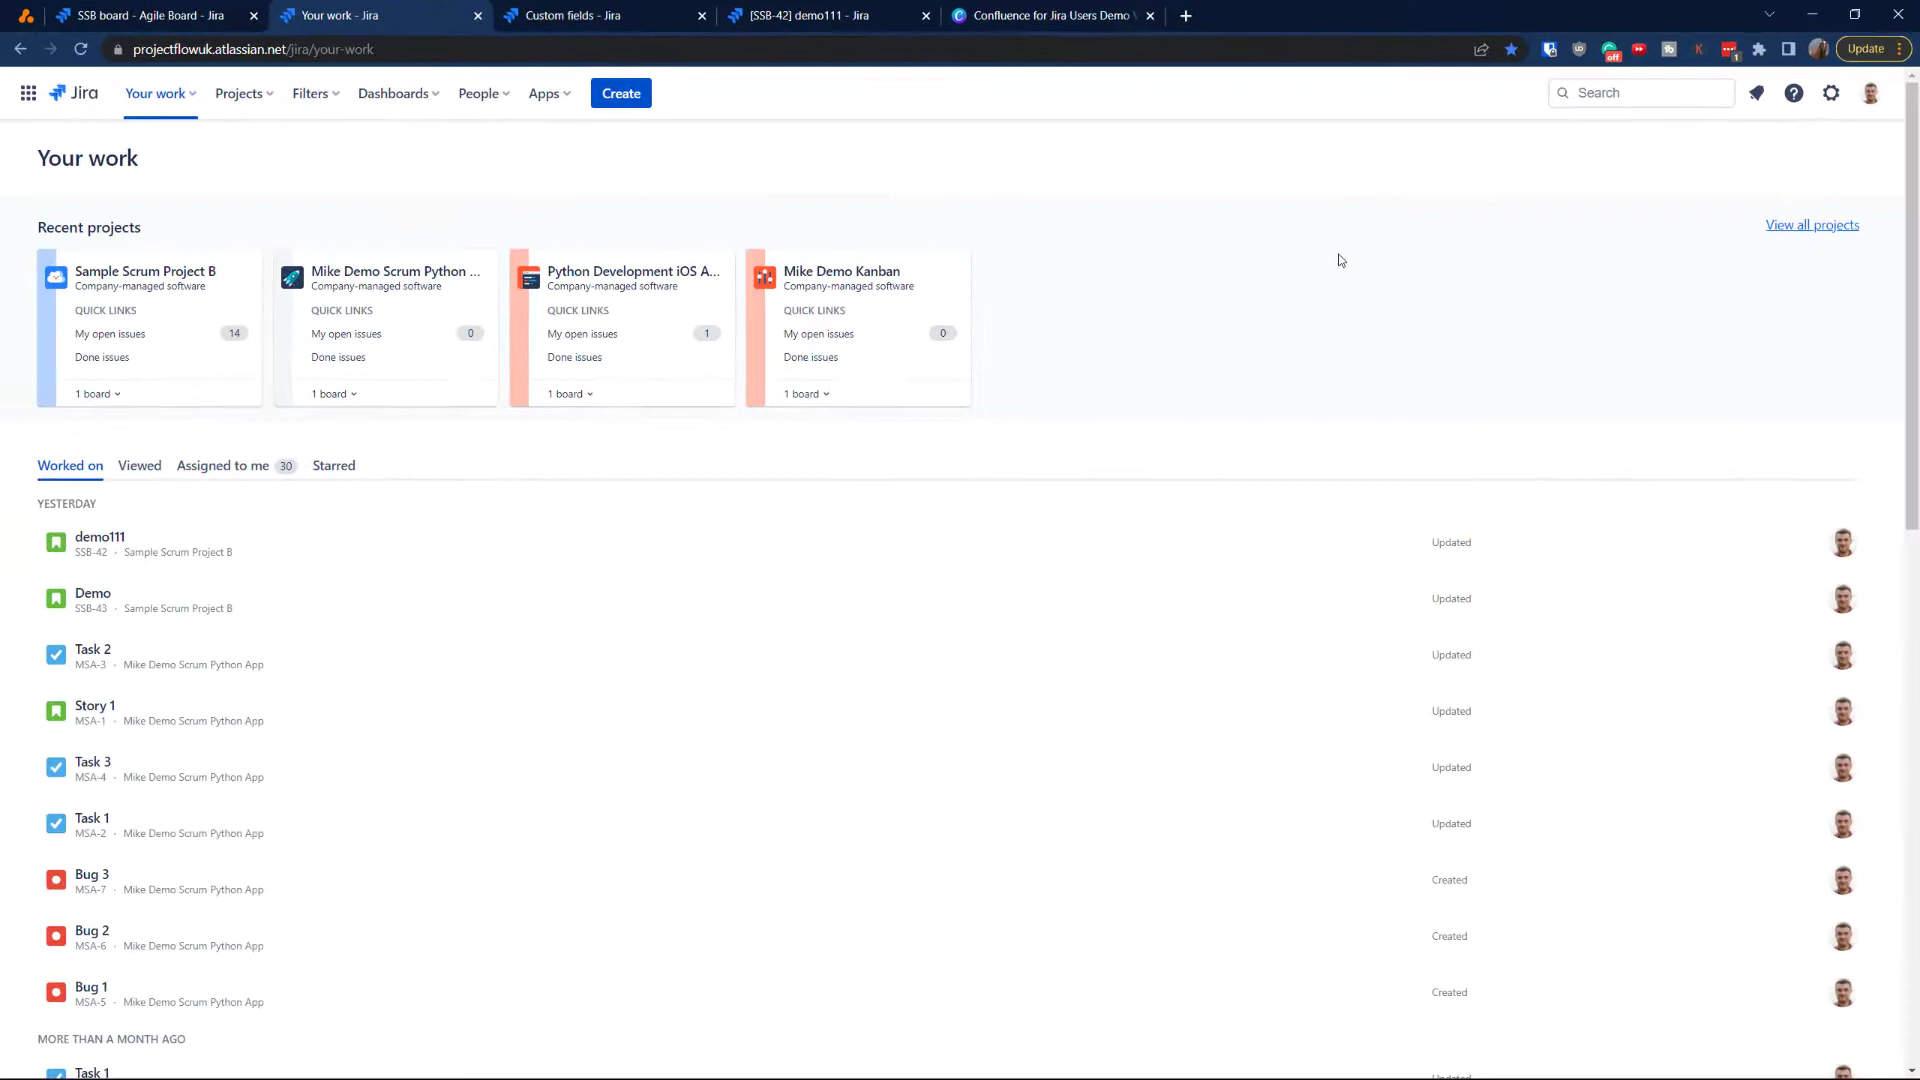 SSB board - Agile Board - Jira
Your work - Jira
Custom fields - Jira
[SSB-42] demo111 - Jira
Confluence for Jira Users Demo
projectflowuk.atlassian.net/jira/your-work
off
1
Update
Jira
Your work
Projects
Filters
Dashboards
People
Apps
Create
Search
Your work
Recent projects
View all projects
Sample Scrum Project B
Company-managed software
QUICK LINKS
My open issues 14
Done issues
1 board
Mike Demo Scrum Python ...
Company-managed software
QUICK LINKS
My open issues 0
Done issues
1 board
Python Development iOS A...
Company-managed software
QUICK LINKS
My open issues 1
Done issues
1 board
Mike Demo Kanban
Company-managed software
QUICK LINKS
My open issues 0
Done issues
1 board
Worked on
Viewed
Assigned to me 30
Starred
YESTERDAY
demo111
SSB-42 · Sample Scrum Project B
Updated
Demo
SSB-43 · Sample Scrum Project B
Updated
Task 2
MSA-3 · Mike Demo Scrum Python App
Updated
Story 1
MSA-1 · Mike Demo Scrum Python App
Updated
Task 3
MSA-4 · Mike Demo Scrum Python App
Updated
Task 1
MSA-2 · Mike Demo Scrum Python App
Updated
Bug 3
MSA-7 · Mike Demo Scrum Python App
Created
Bug 2
MSA-6 · Mike Demo Scrum Python App
Created
Bug 1
MSA-5 · Mike Demo Scrum Python App
Created
MORE THAN A MONTH AGO
Task 1